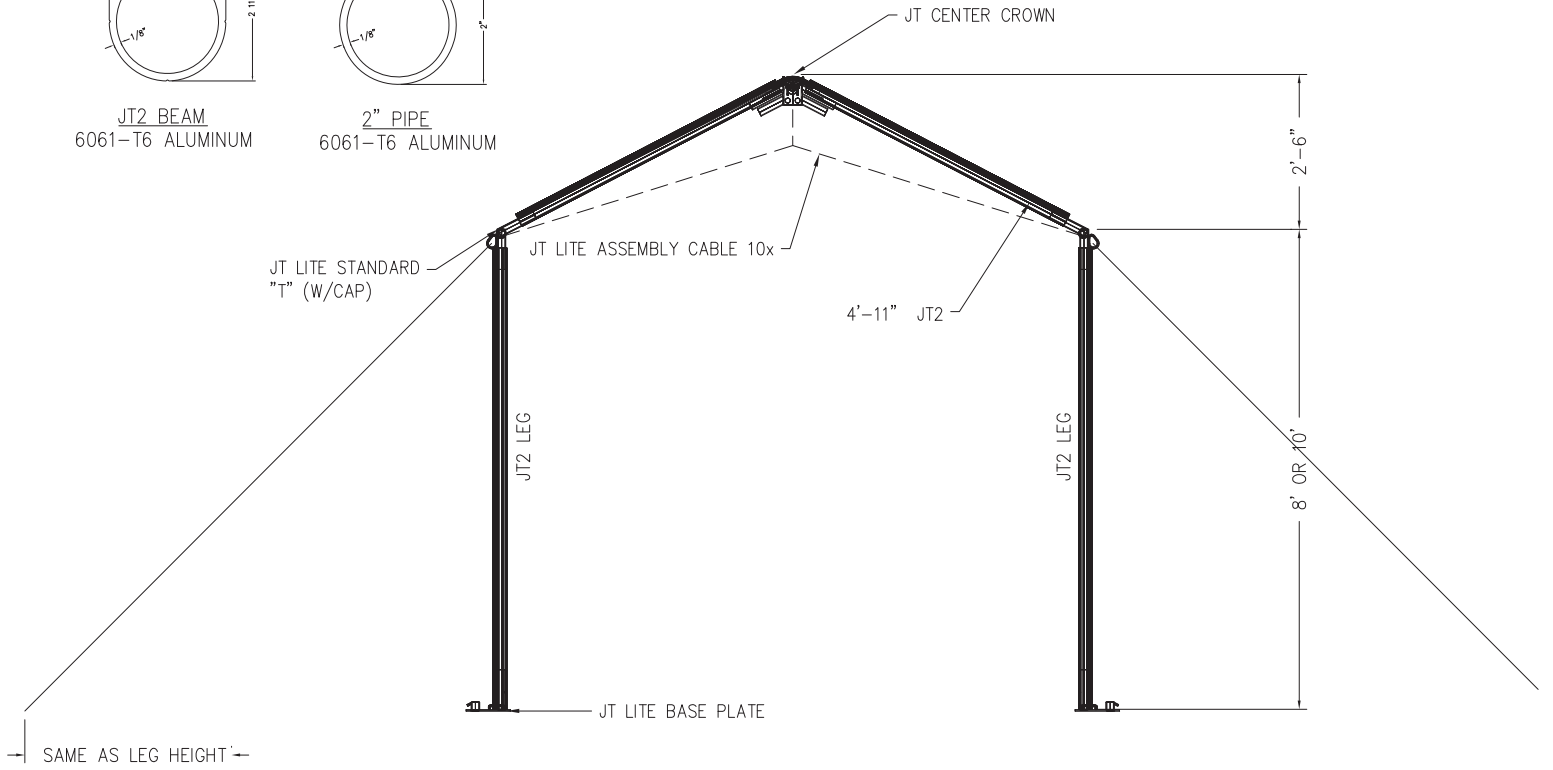 JT CENTER CROWN
1/8"
2 11
1/8"
2"
JT2 BEAM
6061-T6 ALUMINUM
2" PIPE
6061-T6 ALUMINUM
2'-6"
JT LITE ASSEMBLY CABLE 10x
JT LITE STANDARD
"T" (W/CAP)
4'-11" JT2
JT2 LEG
JT2 LEG
8' OR 10'
JT LITE BASE PLATE
SAME AS LEG HEIGHT